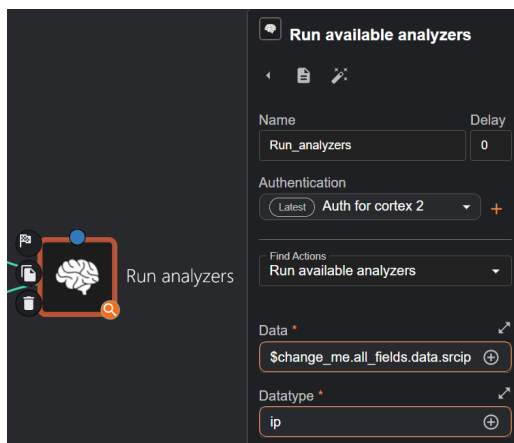 Run available analyzers
Name
Delay
Run_analyzers
0
Authentication
Latest
Auth for cortex 2
Find Actions
Run available analyzers
Run analyzers
Data *
$change_me.all_fields.data.srcip
Datatype *
ip